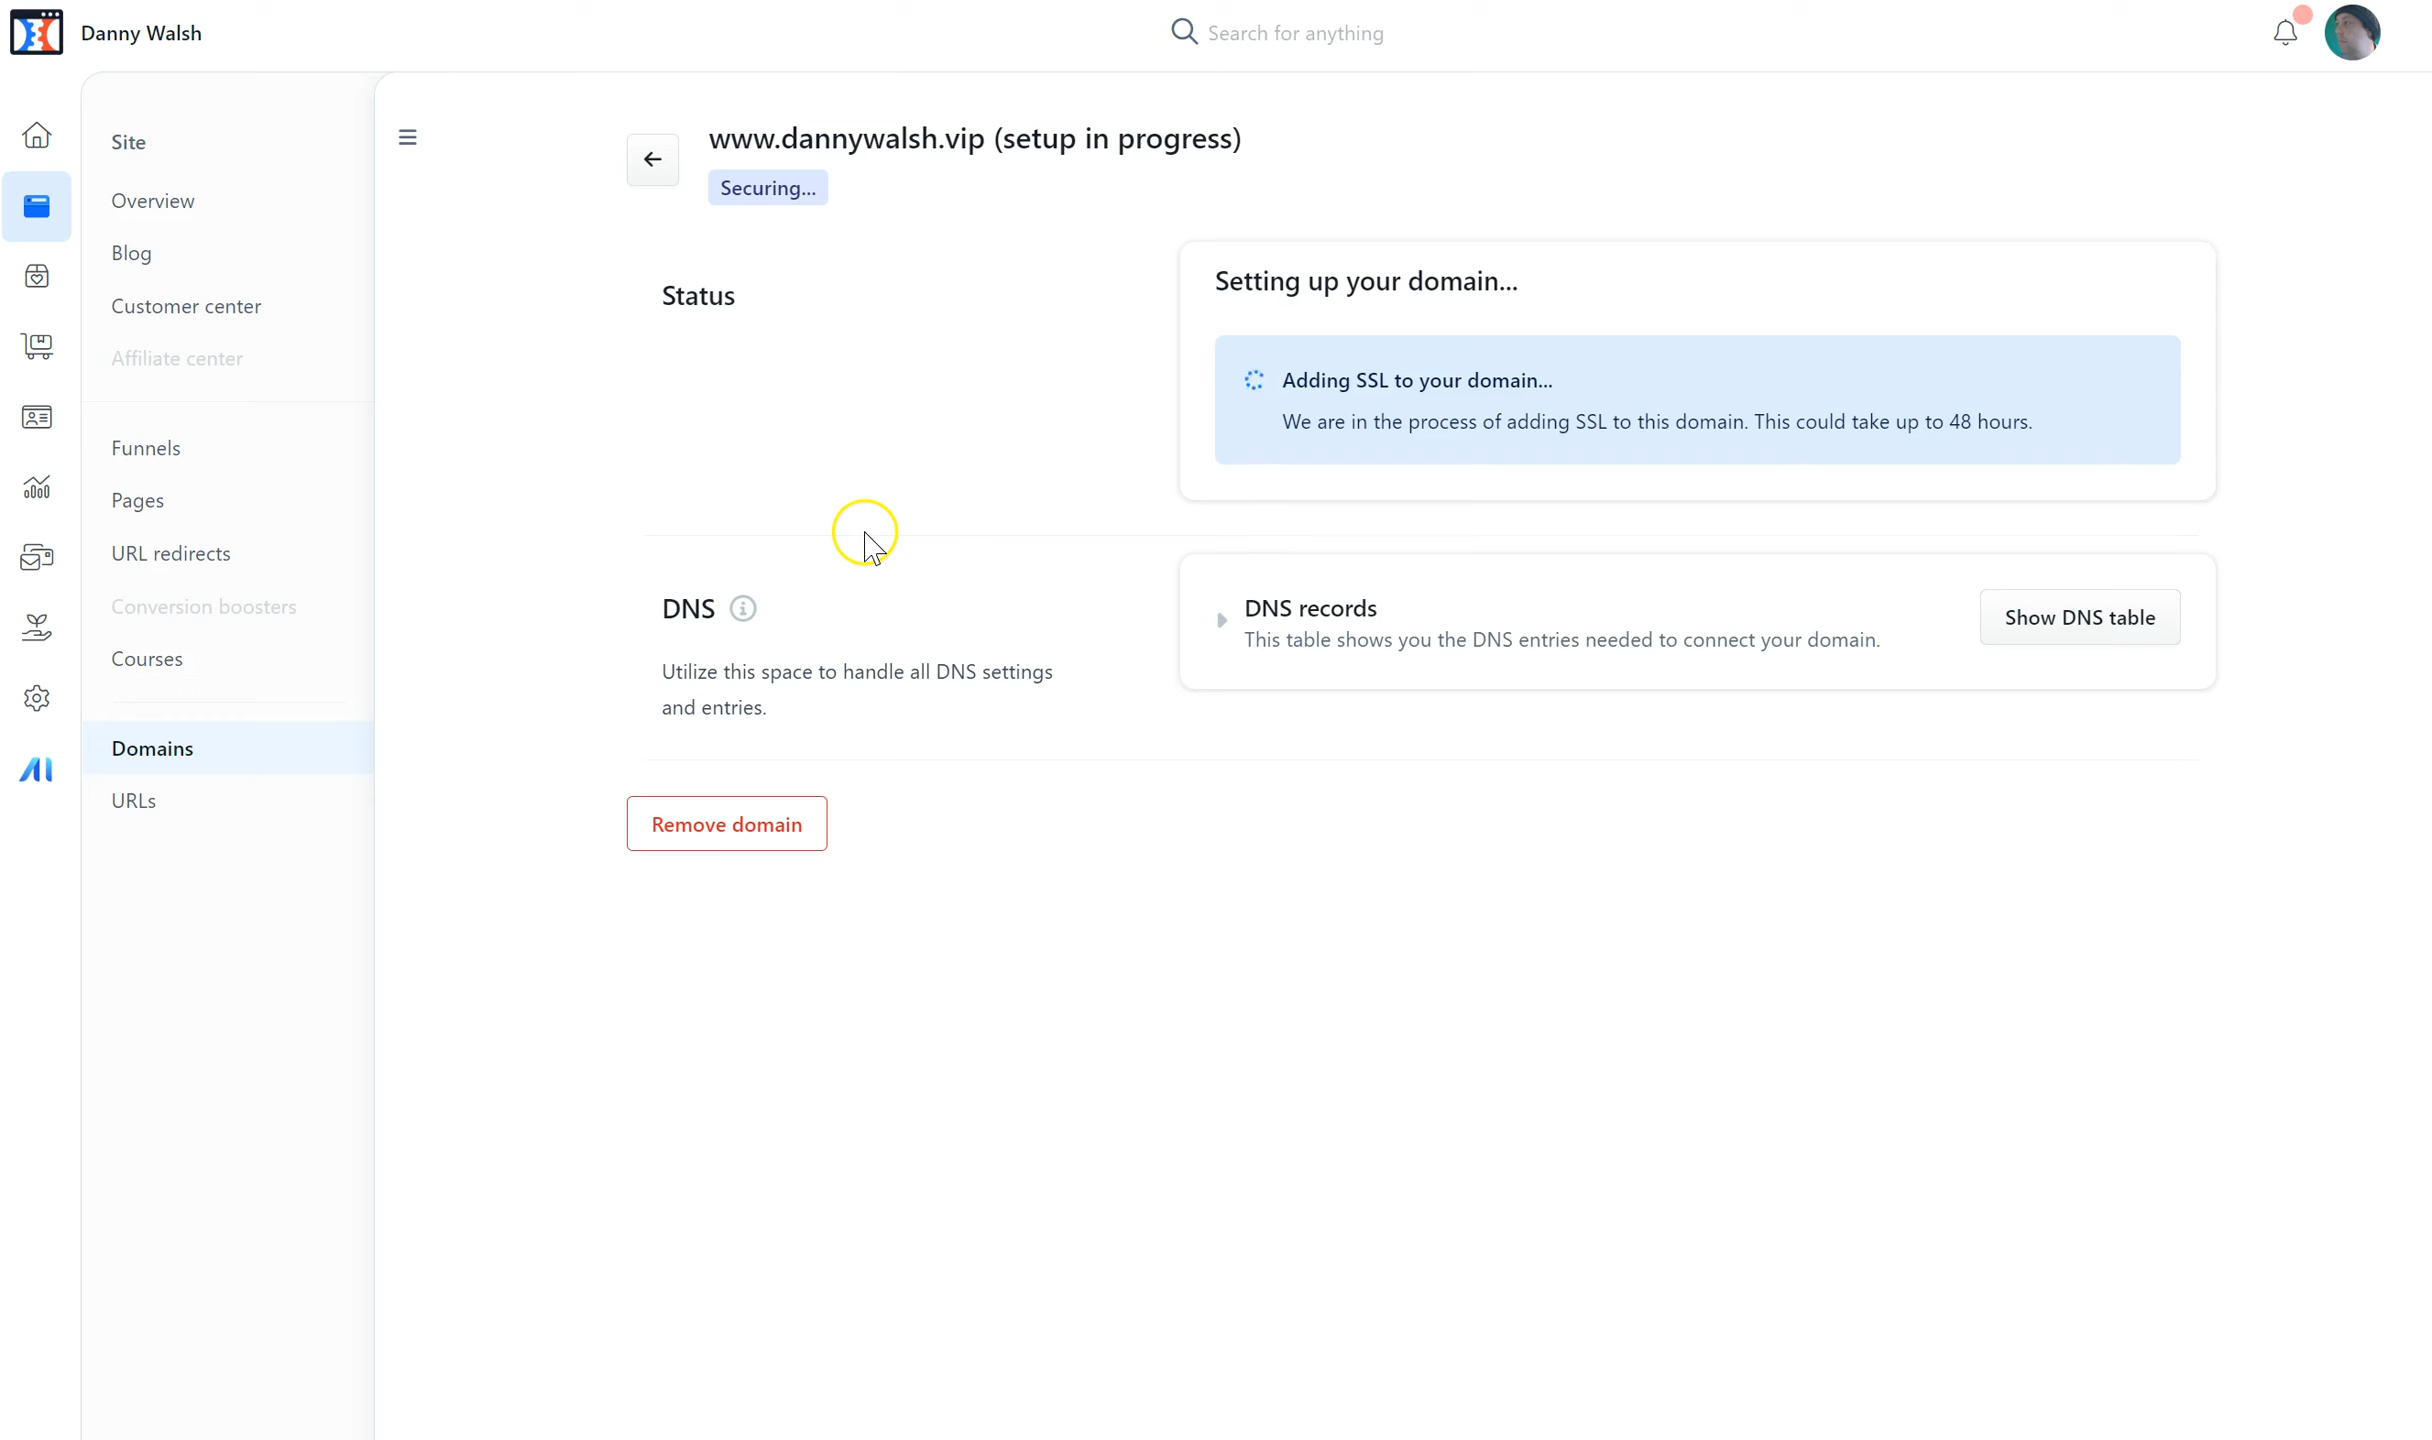 Danny Walsh
Search for anything
Site
Overview
Blog
Customer center
Affiliate center
Funnels
Pages
URL redirects
Conversion boosters
Courses
Domains
URLs
AI
www.dannywalsh.vip (setup in progress)
Securing...
Status
Setting up your domain...
Adding SSL to your domain...
We are in the process of adding SSL to this domain. This could take up to 48 hours.
DNS
Utilize this space to handle all DNS settings
and entries.
DNS records
This table shows you the DNS entries needed to connect your domain.
Show DNS table
Remove domain